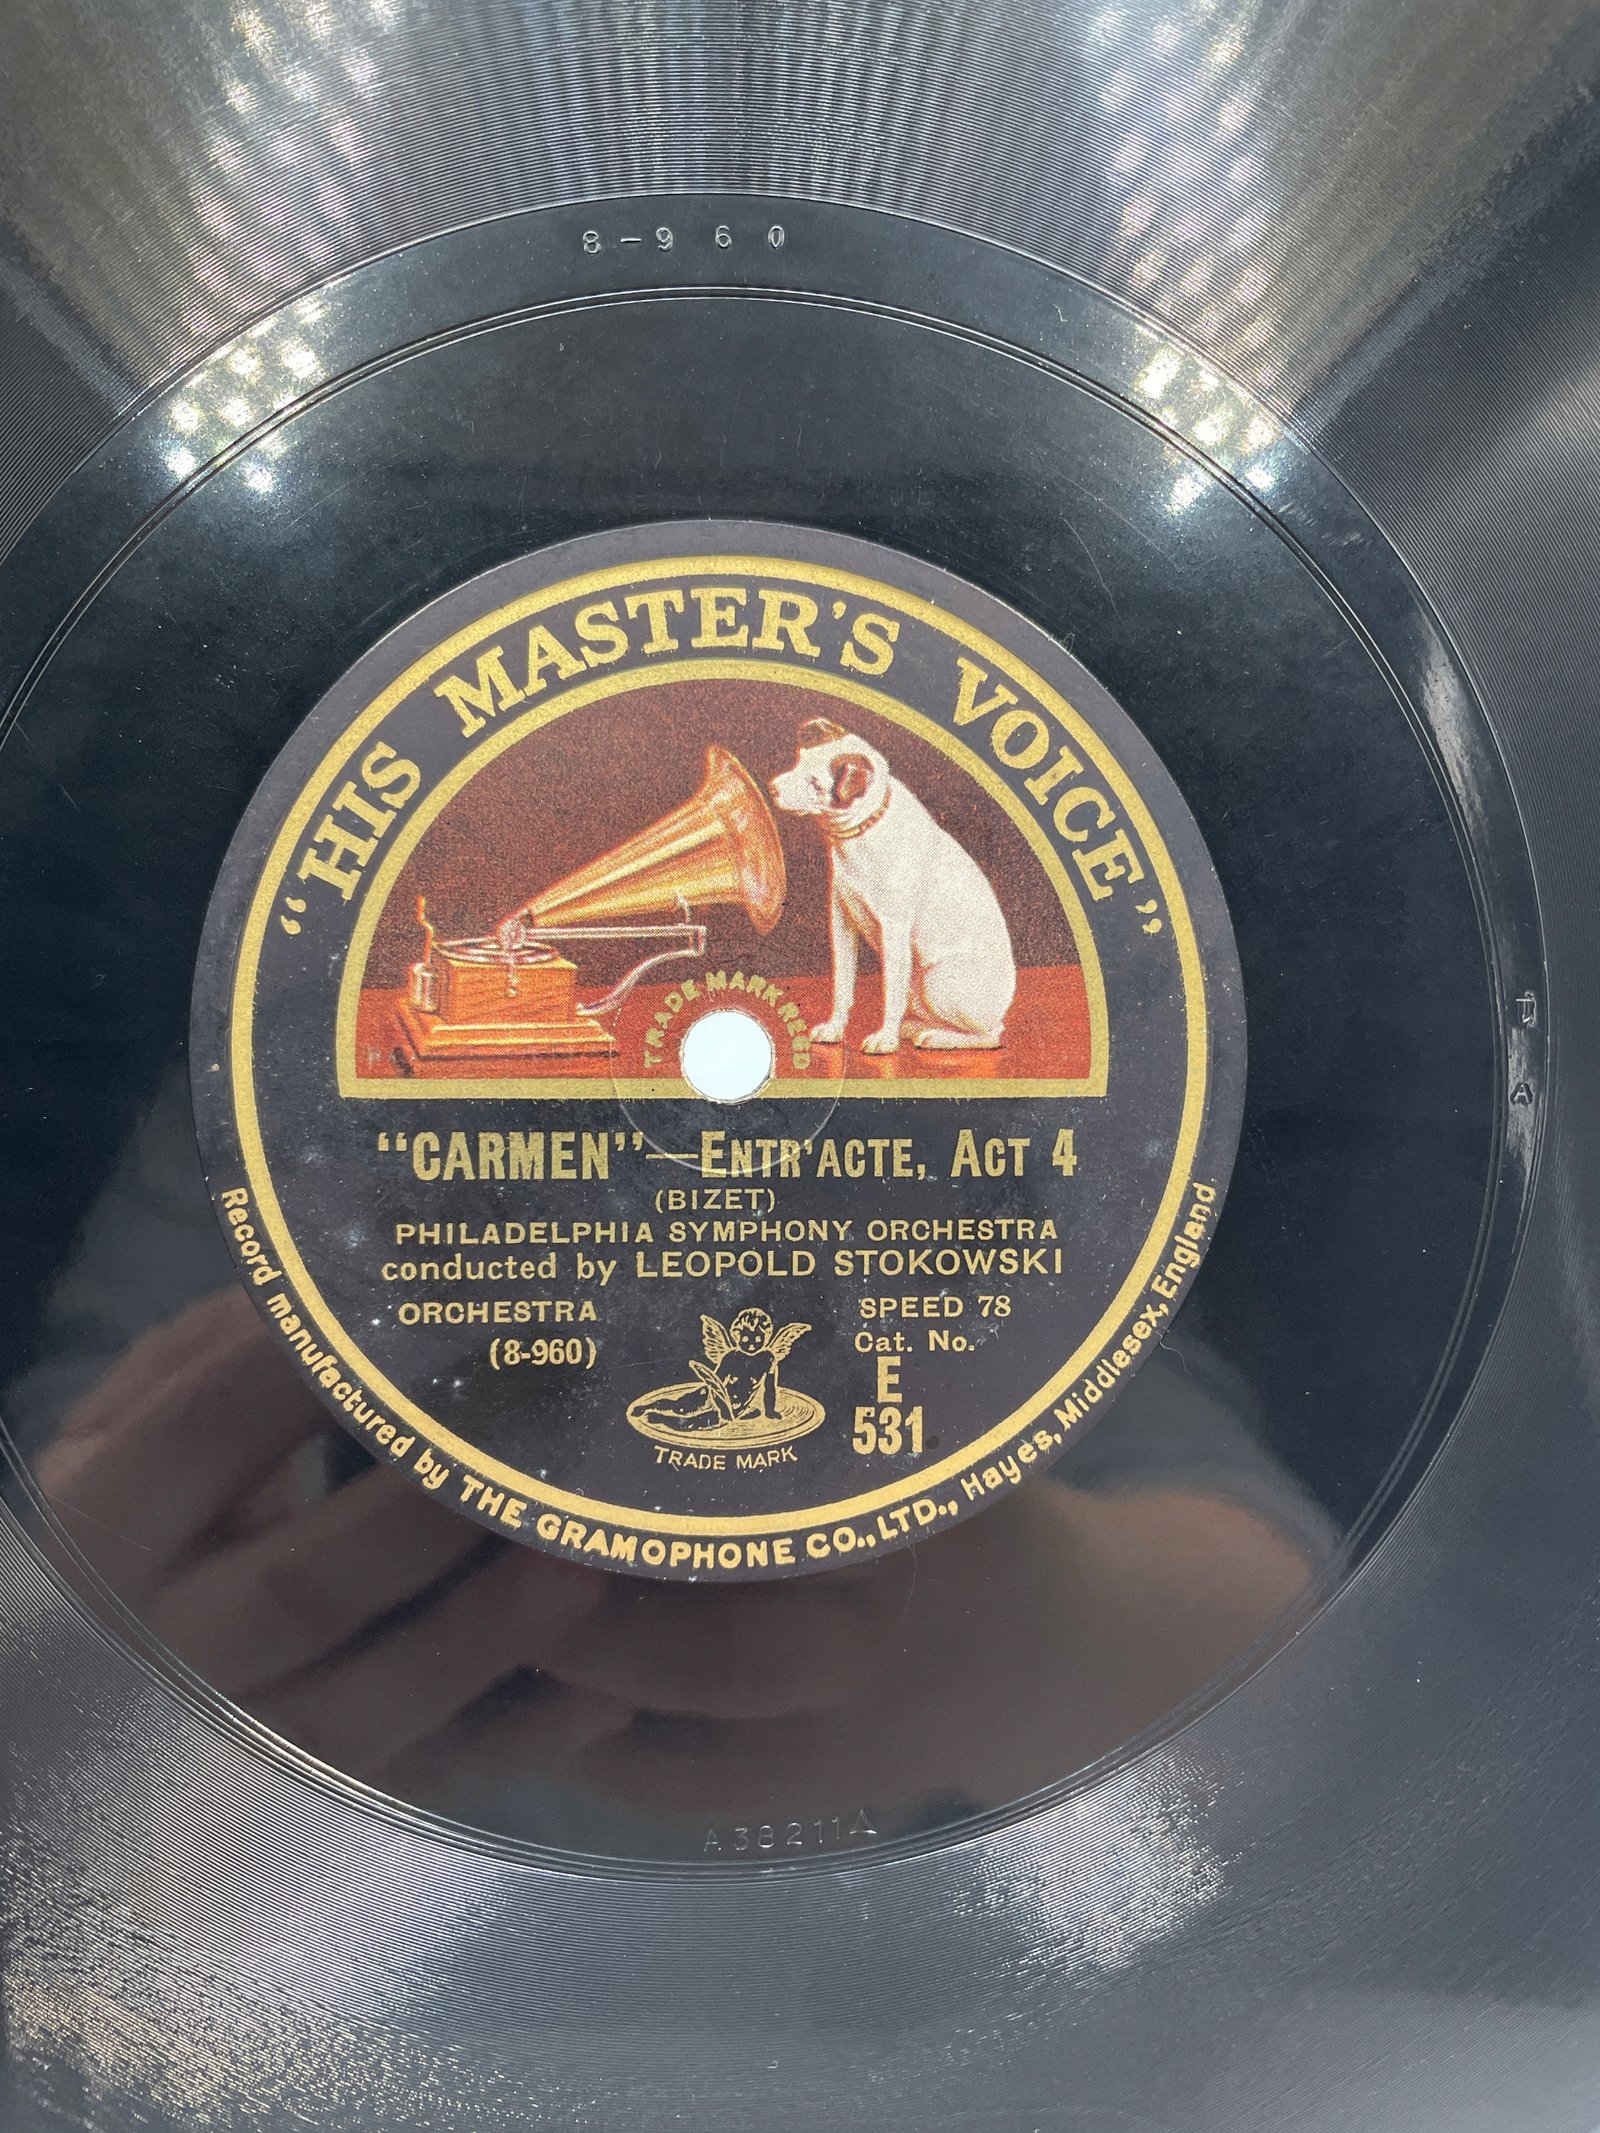 8-960
"HIS MASTER'S VOICE"
TRADE MARK REGD
"CARMEN"—ENTR'ACTE, ACT 4
(BIZET)
PHILADELPHIA SYMPHONY ORCHESTRA
conducted by LEOPOLD STOKOWSKI
ORCHESTRA
(8-960)
SPEED 78
Cat. No.
E
531
TRADE MARK
Record manufactured by THE GRAMOPHONE CO., LTD., Hayes, Middlesex, England
A
A38211△